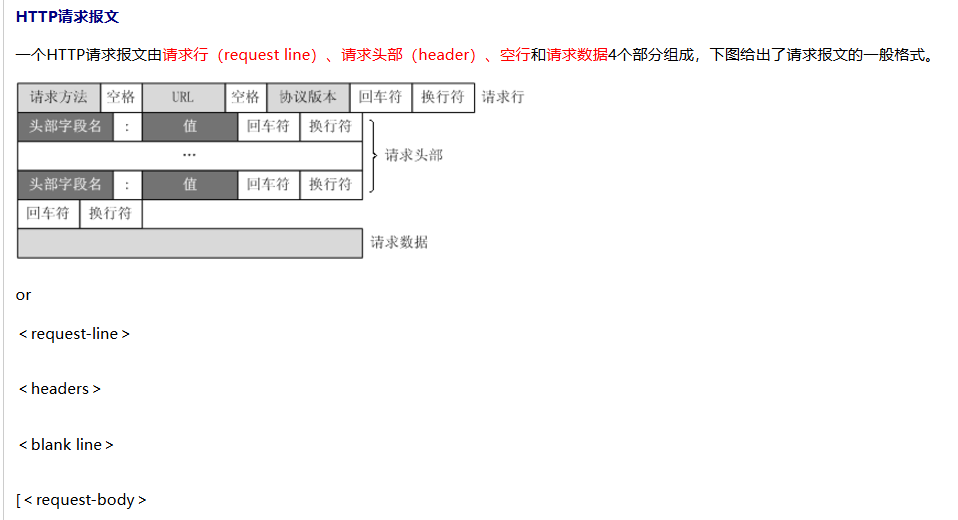 HTTP请求报文
一个HTTP请求报文由请求行（request line）、请求头部（header）、空行和请求数据4个部分组成，下图给出了请求报文的一般格式。
请求方法 空格 URL 空格 协议版本 回车符 换行符 请求行
头部字段名 : 值 回车符 换行符
... 请求头部
头部字段名 : 值 回车符 换行符
回车符 换行符
请求数据
or
＜request-line＞
＜headers＞
＜blank line＞
[＜request-body＞